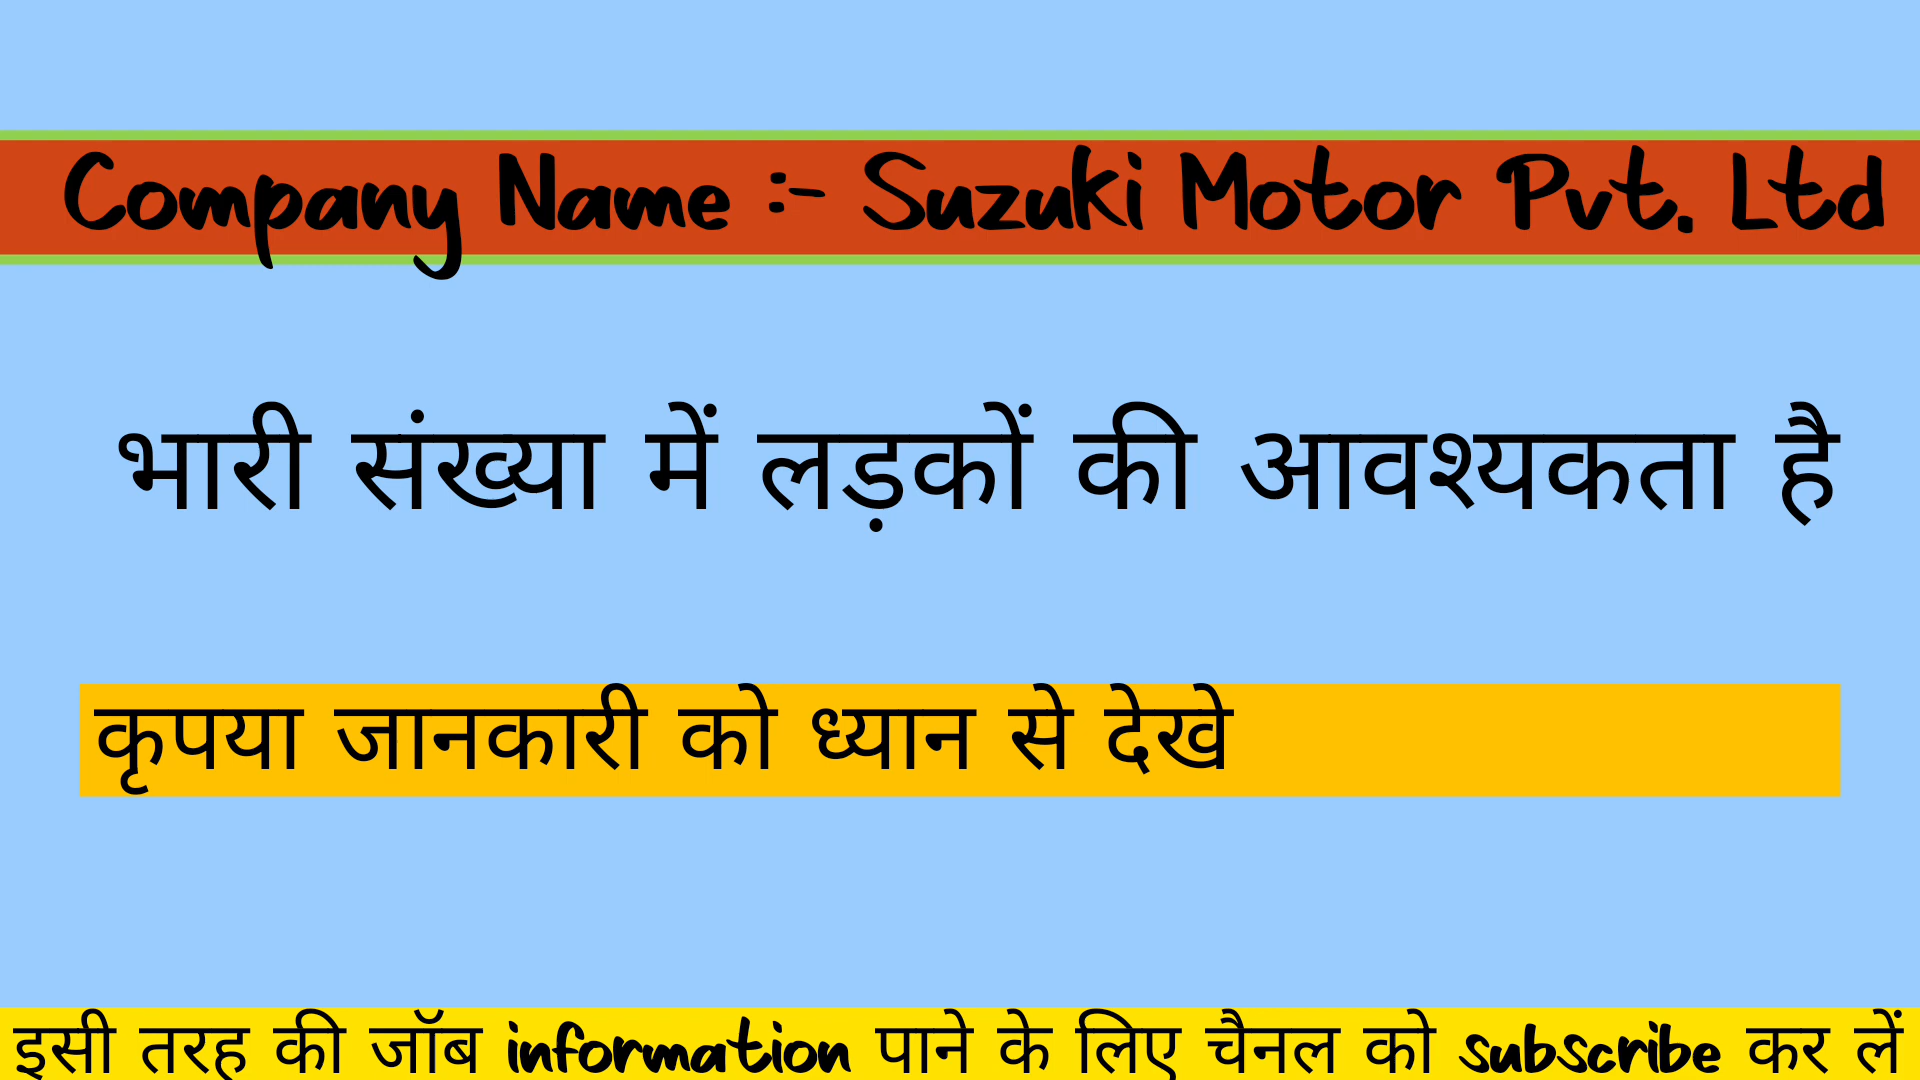 Company Name :- Suzuki Motor Pvt. Ltd
भारी संख्या में लड़कों की आवश्यकता है
कृपया जानकारी को ध्यान से देखे
इसी तरह की जॉब information पाने के लिए चैनल को subscribe कर लें